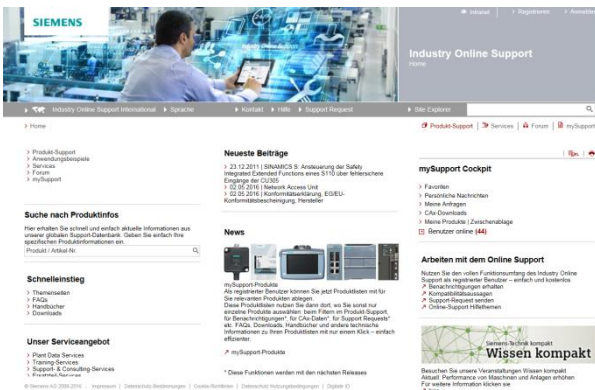 SIEMENS
Intranet Registrieren Anmelden
Industry Online Support
Home
Industry Online Support International Sprache Kontakt Hilfe Support Request Site Explorer
Home
Produkt-Support Services Forum mySupport
Produkt-Support
Anwendungsbeispiele
Services
Forum
mySupport
Suche nach Produktinfos
Hier erhalten Sie schnell und einfach aktuelle Informationen aus
unserer globalen Support-Datenbank. Geben Sie einfach Ihre
spezifischen Produktinformationen ein.
Produkt / Artikel-Nr.
Schnelleinstieg
Themenseiten
FAQs
Handbücher
Downloads
Unser Serviceangebot
Plant Data Services
Training-Services
Support- & Consulting-Services
Ersatzteil-Services
Neueste Beiträge
23.12.2011 | SINAMICS S: Ansteuerung der Safety
Integrated Extended Functions eines S110 über fehlersichere
Eingänge der CU305
02.05.2016 | Network Access Unit
02.05.2016 | Konformitätserklärung, EG/EU-
Konformitätsbescheinigung, Hersteller
News
mySupport-Produkte
Als registrierter Benutzer können Sie jetzt Produktlisten mit für
Sie relevanten Produkten ablegen.
Diese Produktlisten nutzen Sie dann dort, wo Sie sonst nur
einzelne Produkte auswählen: beim Filtern im Produkt-Support,
für Benachrichtigungen*, für CAx-Daten*, für Support Requests*
etc. FAQs, Downloads, Handbücher und andere technische
Informationen zu Ihren Produktlisten mit nur einem Klick – einfach
effizienter.
mySupport-Produkte
* Diese Funktionen werden mit den nächsten Releases
mySupport Cockpit
Favoriten
Persönliche Nachrichten
Meine Anfragen
CAx-Downloads
Meine Produkte | Zwischenablage
Benutzer online (44)
Arbeiten mit dem Online Support
Nutzen Sie den vollen Funktionsumfang des Industry Online
Support als registrierter Benutzer – einfach und kostenlos.
Benachrichtigung erhalten
Kompatibilitätsaussagen
Support-Request senden
Online-Support Hilfethemen
Siemens-Technik kompakt
Wissen kompakt
Besuchen Sie unsere Veranstaltungen Wissen kompakt
Aktuell: Performance von Maschinen und Anlagen erhöhen
Für weitere Information klicken sie
© Siemens AG 2009-2016 - Impressum | Datenschutz-Bestimmungen | Cookie-Richtlinien | Datenschutz Nutzungsbedingungen | Digitale ID